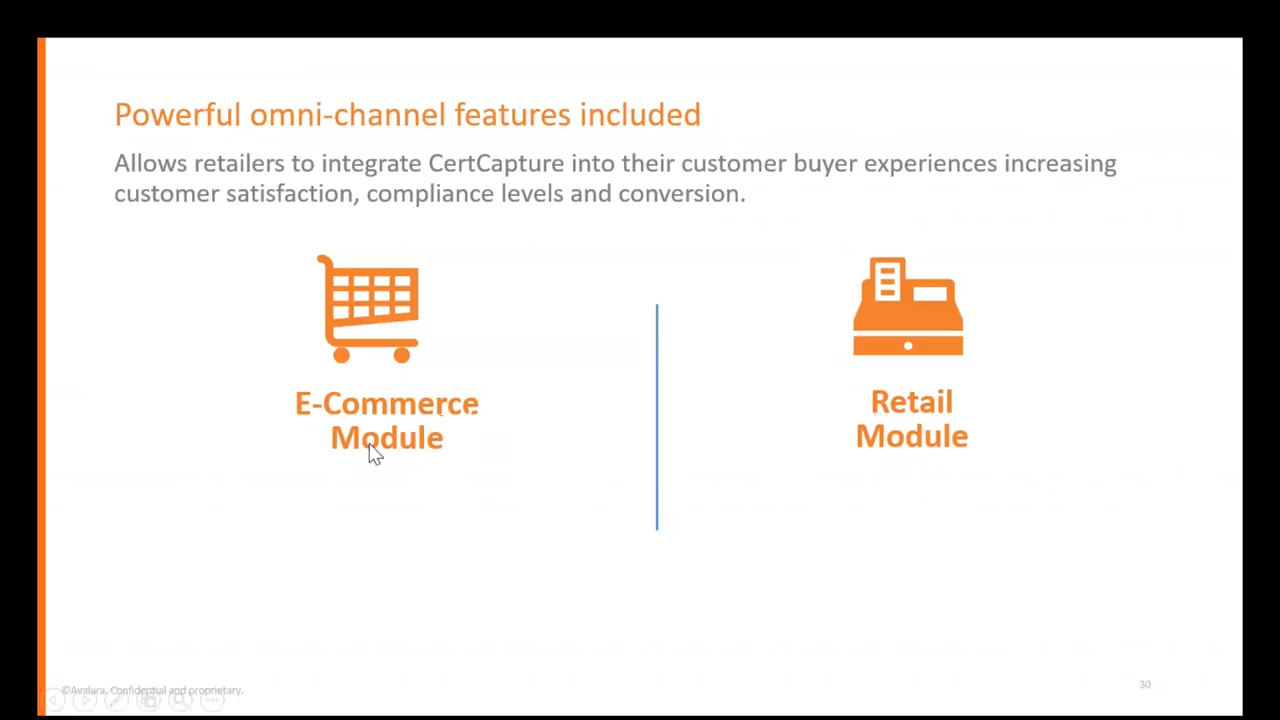 Powerful omni-channel features included
Allows retailers to integrate CertCapture into their customer buyer experiences increasing
customer satisfaction, compliance levels and conversion.
E-Commerce
Module
Retail
Module
©Avalara. Confidential and proprietary.
30